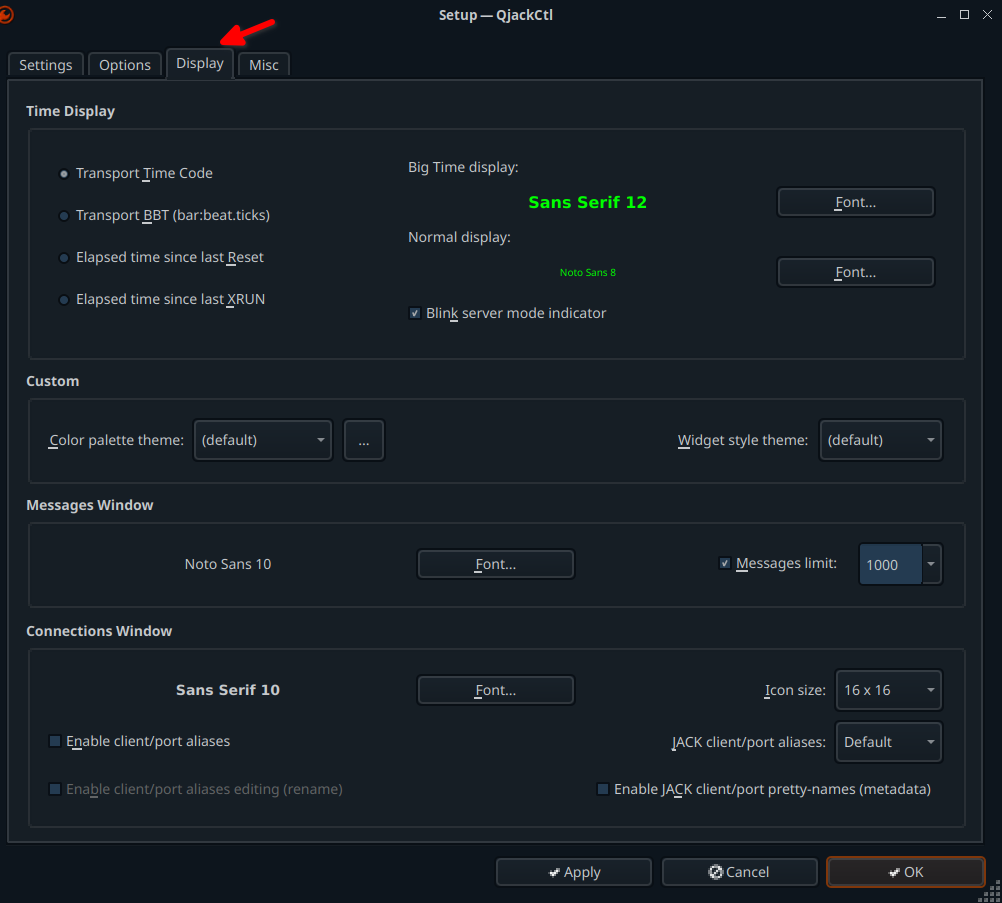 Setup — QjackCtl
Settings Options Display Misc
Time Display
Transport Time Code
Transport BBT (bar:beat.ticks)
Elapsed time since last Reset
Elapsed time since last XRUN
Big Time display:
Sans Serif 12 Font...
Normal display:
Noto Sans 8 Font...
Blink server mode indicator
Custom
Color palette theme: (default) ... Widget style theme: (default)
Messages Window
Noto Sans 10 Font... Messages limit: 1000
Connections Window
Sans Serif 10 Font... Icon size: 16 x 16
Enable client/port aliases JACK client/port aliases: Default
Enable client/port aliases editing (rename) Enable JACK client/port pretty-names (metadata)
Apply Cancel OK